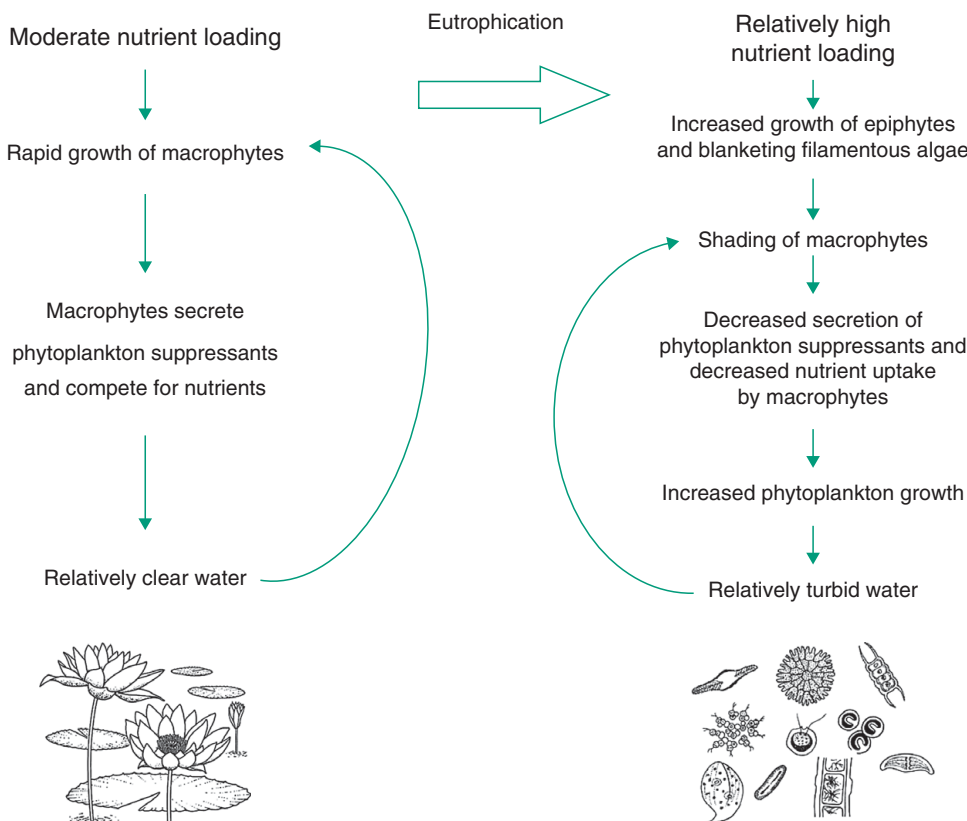 Moderate nutrient loading
Rapid growth of macrophytes
Macrophytes secrete
phytoplankton suppressants
and compete for nutrients
Relatively clear water
Eutrophication
Relatively high
nutrient loading
Increased growth of epiphytes
and blanketing filamentous algae
Shading of macrophytes
Decreased secretion of
phytoplankton suppressants and
decreased nutrient uptake
by macrophytes
Increased phytoplankton growth
Relatively turbid water